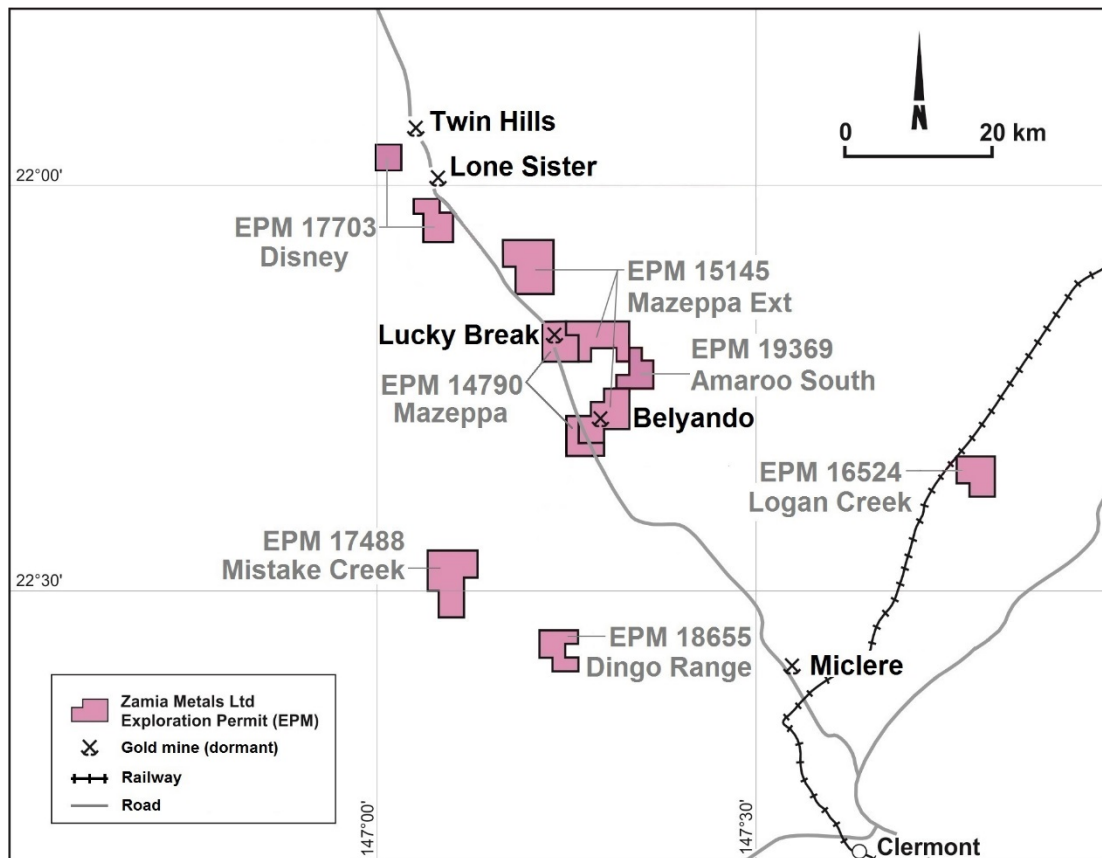 Twin Hills
N
0 20 km
Lone Sister
22°00'
EPM 17703
Disney
EPM 15145
Mazeppa Ext
Lucky Break
EPM 19369
Amaroo South
EPM 14790
Mazeppa
Belyando
EPM 16524
Logan Creek
EPM 17488
Mistake Creek
22°30'
EPM 18655
Dingo Range
Miclere
Zamia Metals Ltd
Exploration Permit (EPM)
Gold mine (dormant)
Railway
Road
147°00'
147°30'
Clermont